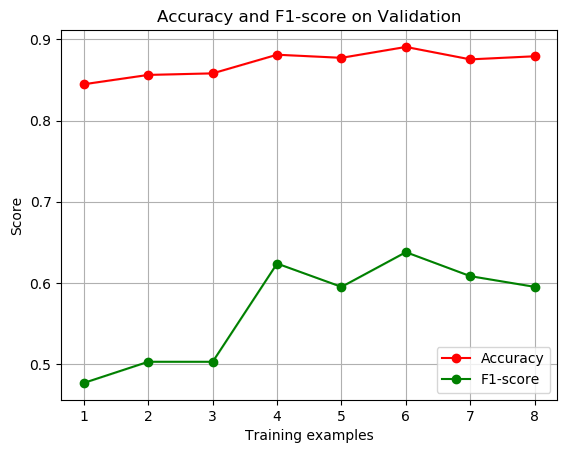 Accuracy and F1-score on Validation
0.9
0.8
0.7
0.6
0.5
Score
Accuracy
F1-score
1 2 3 4 5 6 7 8
Training examples